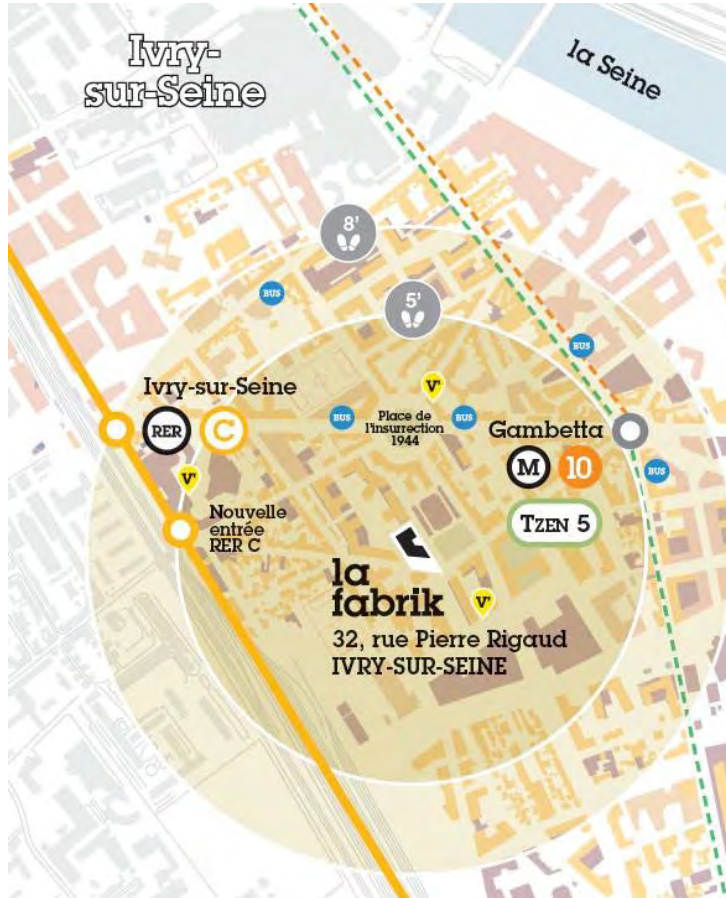 Ivry-
sur-Seine
la Seine
8'
BUS
5'
BUS
Ivry-sur-Seine
RER C
V'
BUS
Place de
l'insurrection
1944
BUS
Gambetta
M 10
BUS
V'
TZEN 5
Nouvelle
entrée
RER C
la
fabrik
V'
32, rue Pierre Rigaud
IVRY-SUR-SEINE